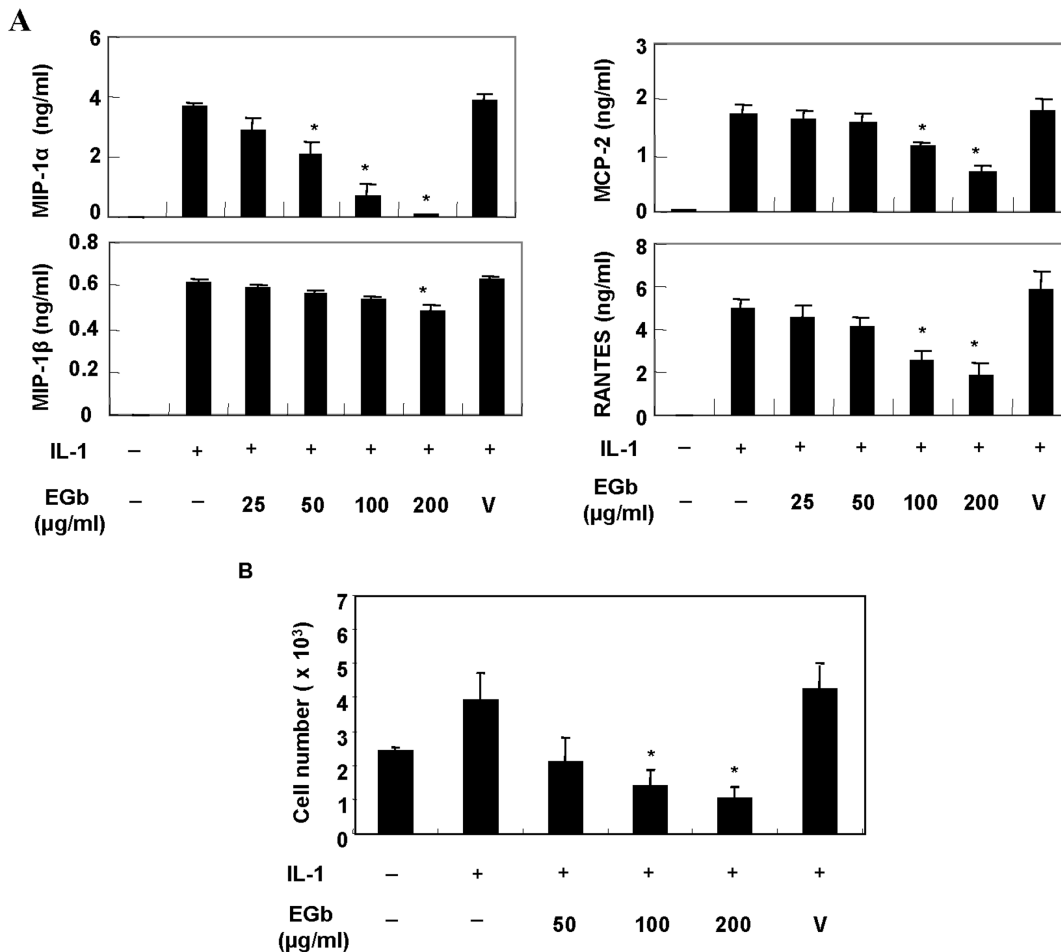 A
MIP-1α (ng/ml)
6
4
2
0
*
*
*
MCP-2 (ng/ml)
3
2
1
0
*
*
MIP-1β (ng/ml)
0.8
0.6
0.4
0.2
0
*
RANTES (ng/ml)
8
6
4
2
0
*
*
IL-1 – + + + + + +
EGb (µg/ml) – – 25 50 100 200 V
IL-1 – + + + + + +
EGb (µg/ml) – – 25 50 100 200 V
B
Cell number ( x 10³)
7
6
5
4
3
2
1
0
*
*
IL-1 – + + + + +
EGb (µg/ml) – – 50 100 200 V